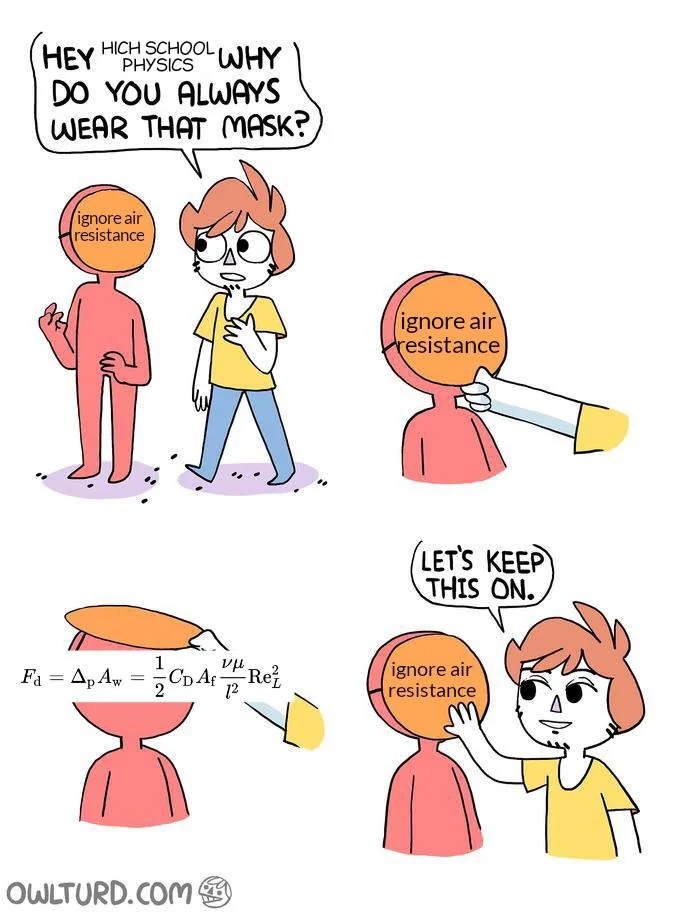 HEY HICH SCHOOL PHYSICS WHY
DO YOU ALWAYS
WEAR THAT MASK?
ignore air
resistance
ignore air
resistance
F_d = Δ_p A_w = 1/2 C_D A_f νμ/l² Re_L²
LET'S KEEP
THIS ON.
ignore air
resistance
OWLTURD.COM